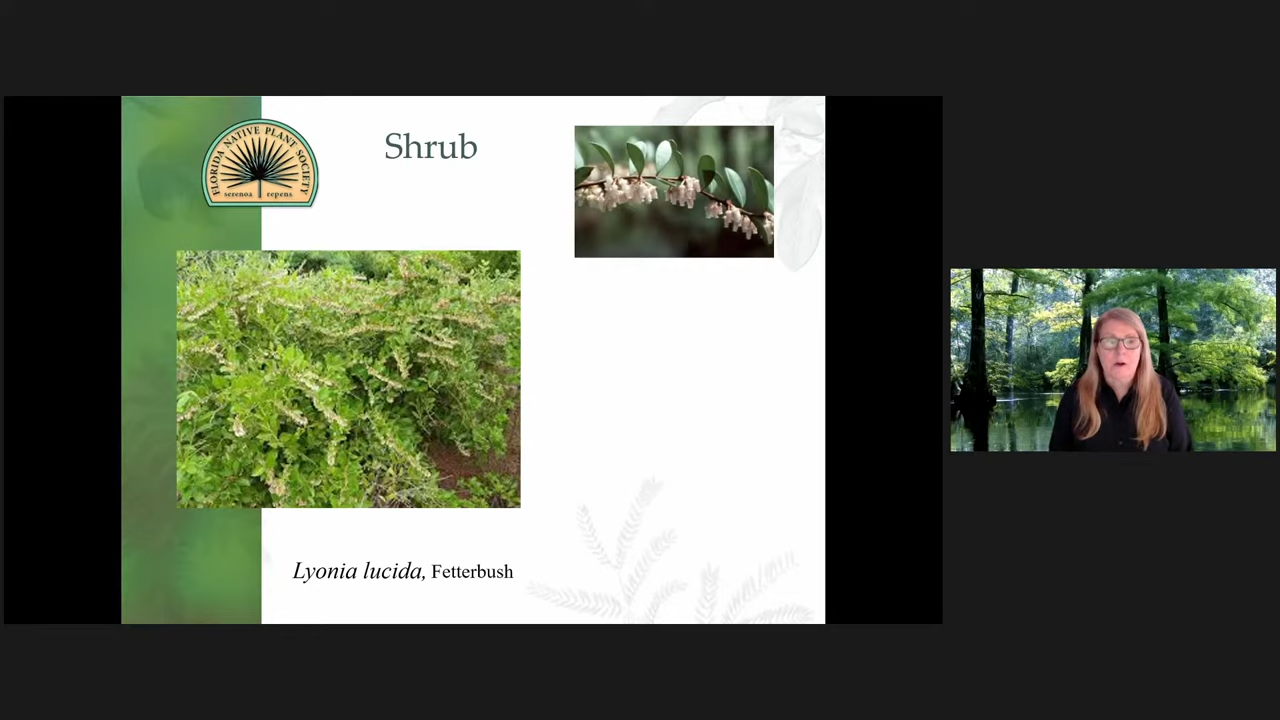 Shrub
FLORIDA NATIVE PLANT SOCIETY
serenoa repens
Lyonia lucida, Fetterbush